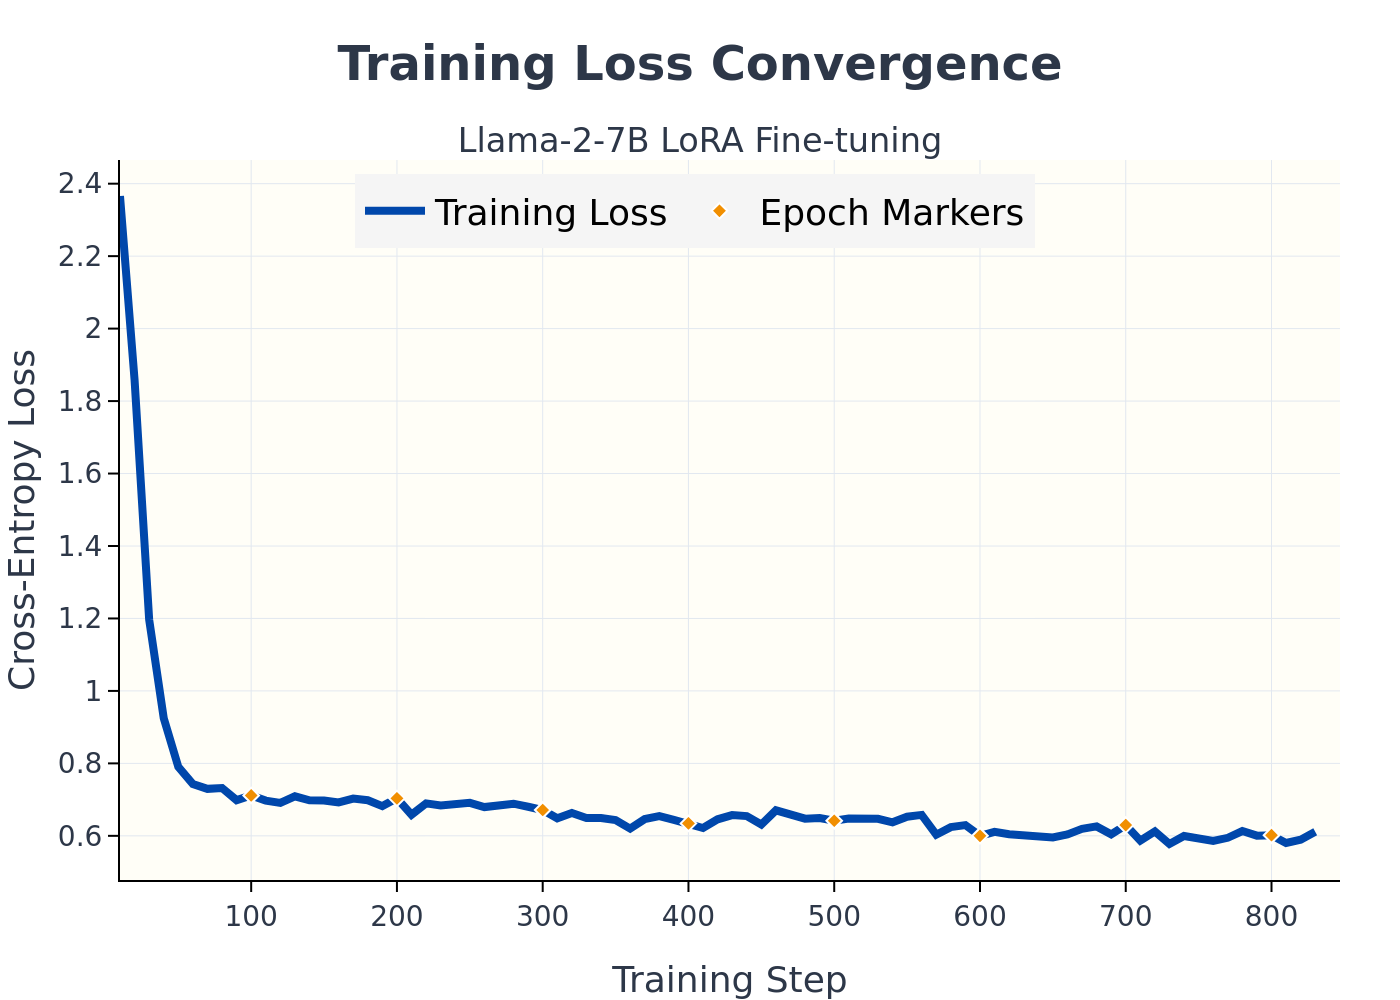 Training Loss Convergence
Llama-2-7B LoRA Fine-tuning
Training Loss
Epoch Markers
2.4
2.2
2
1.8
1.6
1.4
1.2
1
0.8
0.6
Cross-Entropy Loss
100 200 300 400 500 600 700 800
Training Step